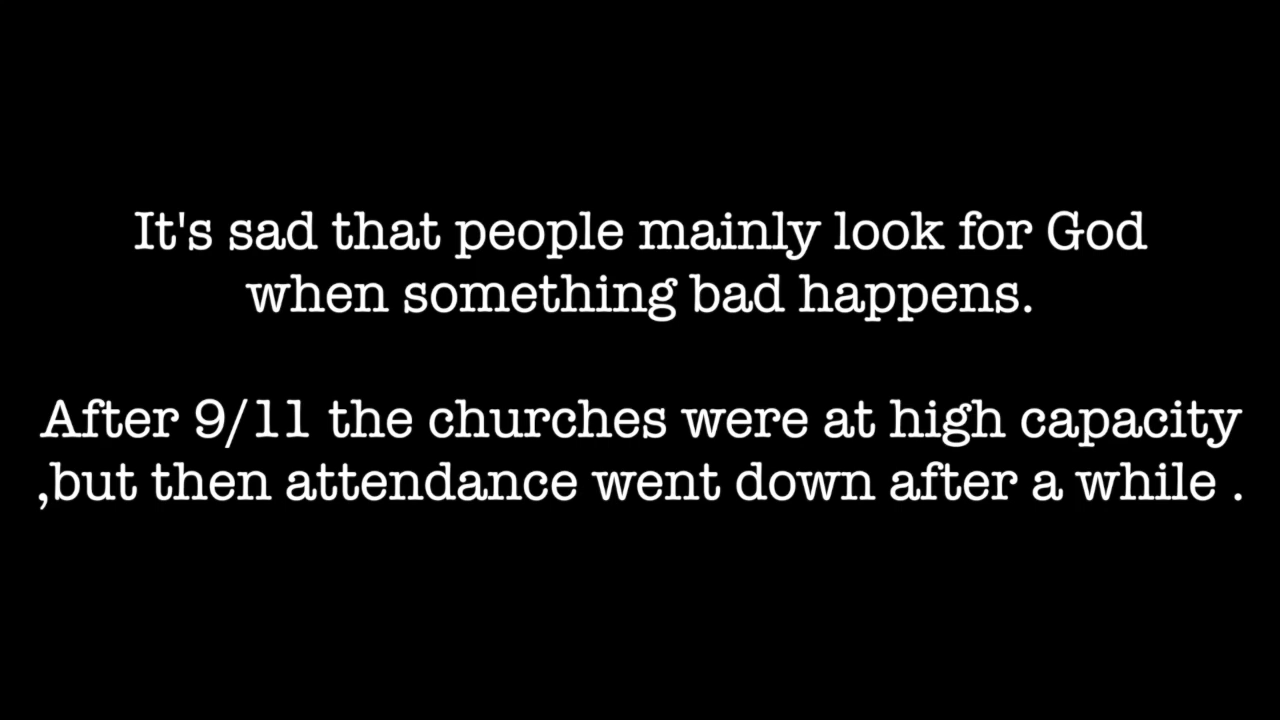 It's sad that people mainly look for God
when something bad happens.
After 9/11 the churches were at high capacity
,but then attendance went down after a while .